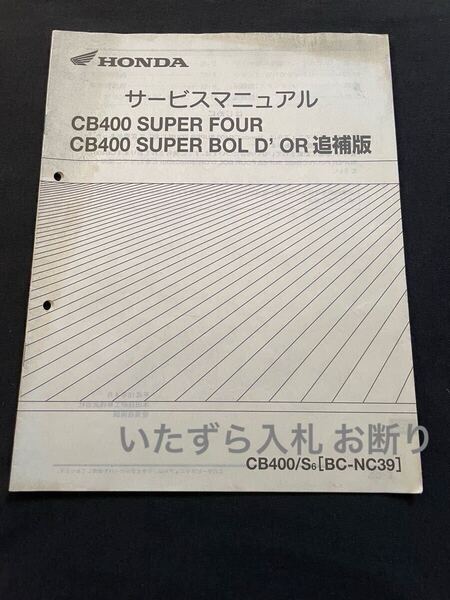 HONDA
サービスマニュアル
CB400 SUPER FOUR
CB400 SUPER BOL D' OR 追補版
いたずら入札 お断り
CB400/S6[BC-NC39]